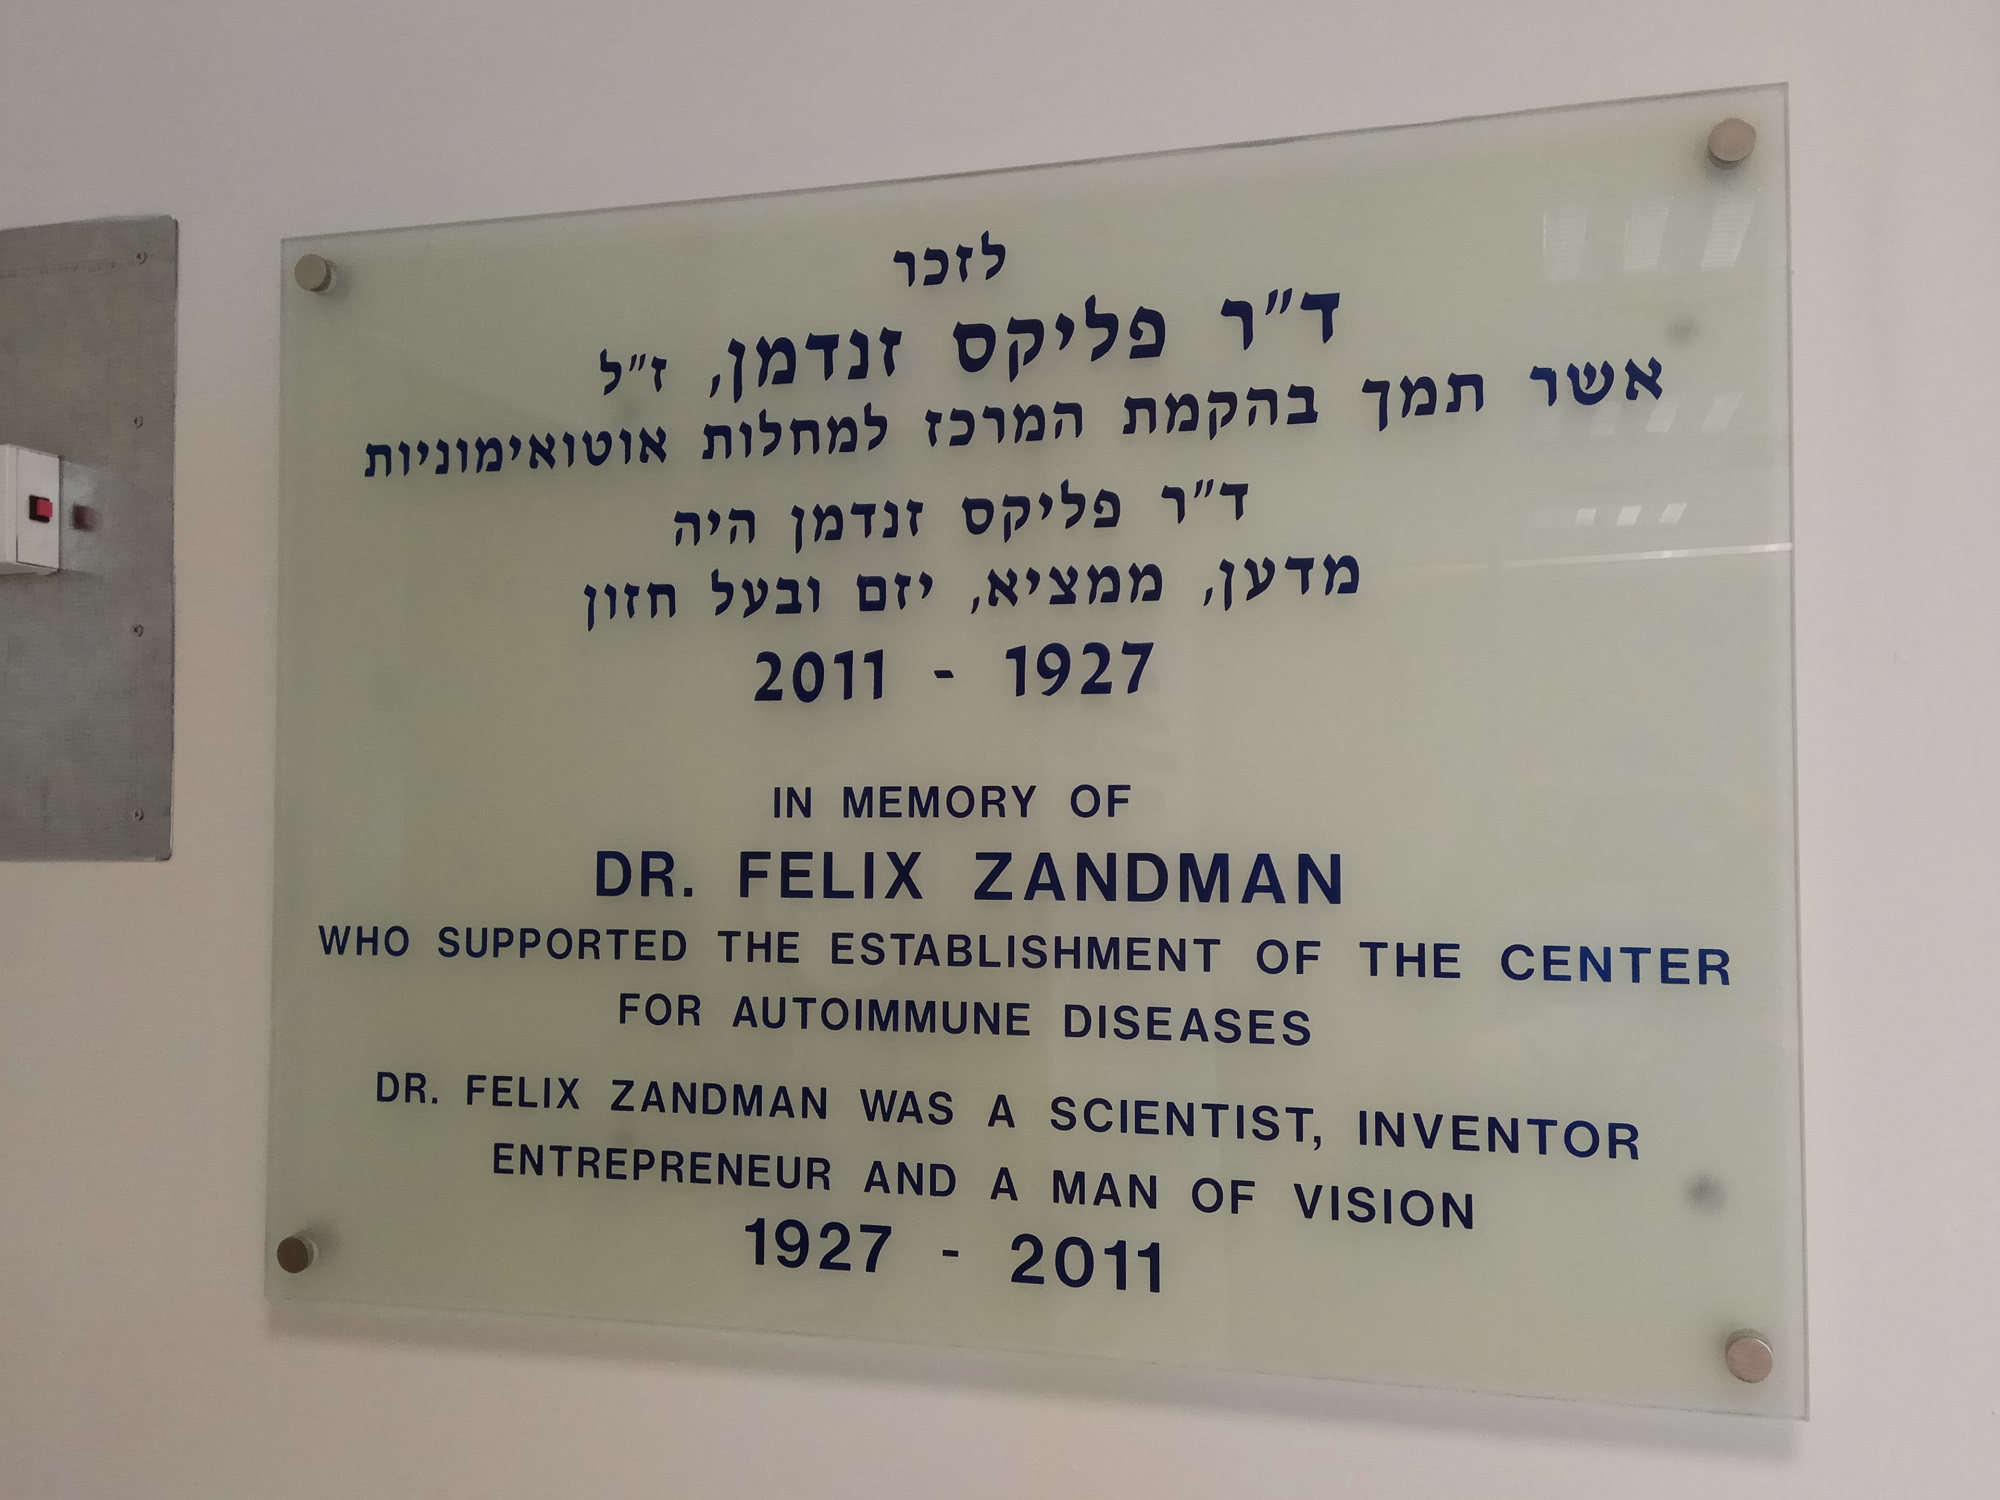 לזכר
ד"ר פליקס זנדמן, ז"ל
אשר תמך בהקמת המרכז למחלות אוטואימוניות
ד"ר פליקס זנדמן היה
מדען, ממציא, יזם ובעל חזון
2011 - 1927
IN MEMORY OF
DR. FELIX ZANDMAN
WHO SUPPORTED THE ESTABLISHMENT OF THE CENTER
FOR AUTOIMMUNE DISEASES
DR. FELIX ZANDMAN WAS A SCIENTIST, INVENTOR
ENTREPRENEUR AND A MAN OF VISION
1927 - 2011